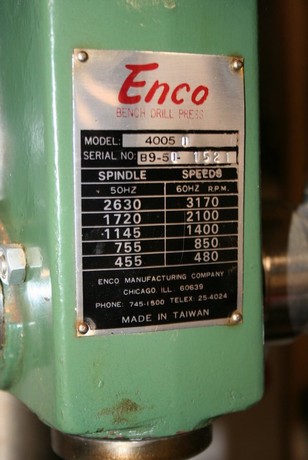 Enco
BENCH DRILL PRESS
MODEL: 4005
SERIAL NO: B9-50- 1521
SPINDLE SPEEDS
50HZ 60HZ R.P.M.
2630 3170
1720 2100
1145 1400
755 850
455 480
ENCO MANUFACTURING COMPANY
CHICAGO. ILL. 60639
PHONE: 745-1500 TELEX: 25-4024
MADE IN TAIWAN